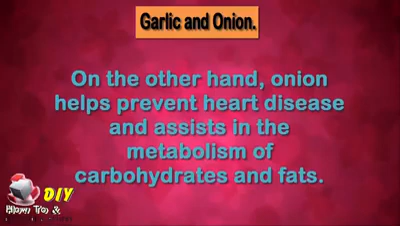 Garlic and Onion.
On the other hand, onion
helps prevent heart disease
and assists in the
metabolism of
carbohydrates and fats.
DIY